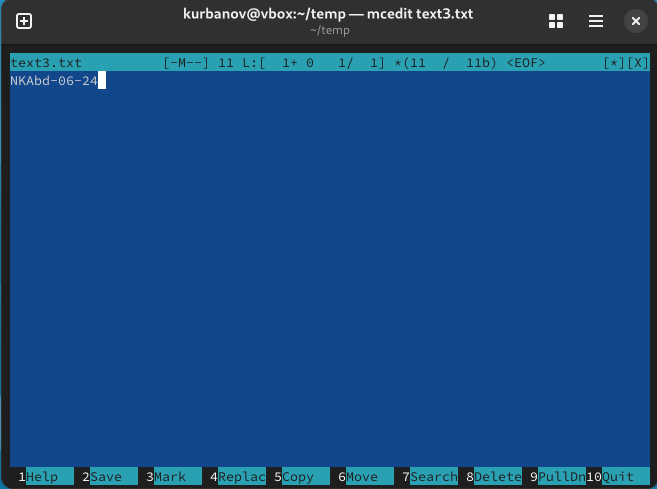 kurbanov@vbox:~/temp — mcedit text3.txt
~/temp
text3.txt [-M--] 11 L:[ 1+ 0 1/ 1] *(11 / 11b) <EOF> [*][X]
NKAbd-06-24
1Help 2Save 3Mark 4Replac 5Copy 6Move 7Search 8Delete 9PullDn 10Quit